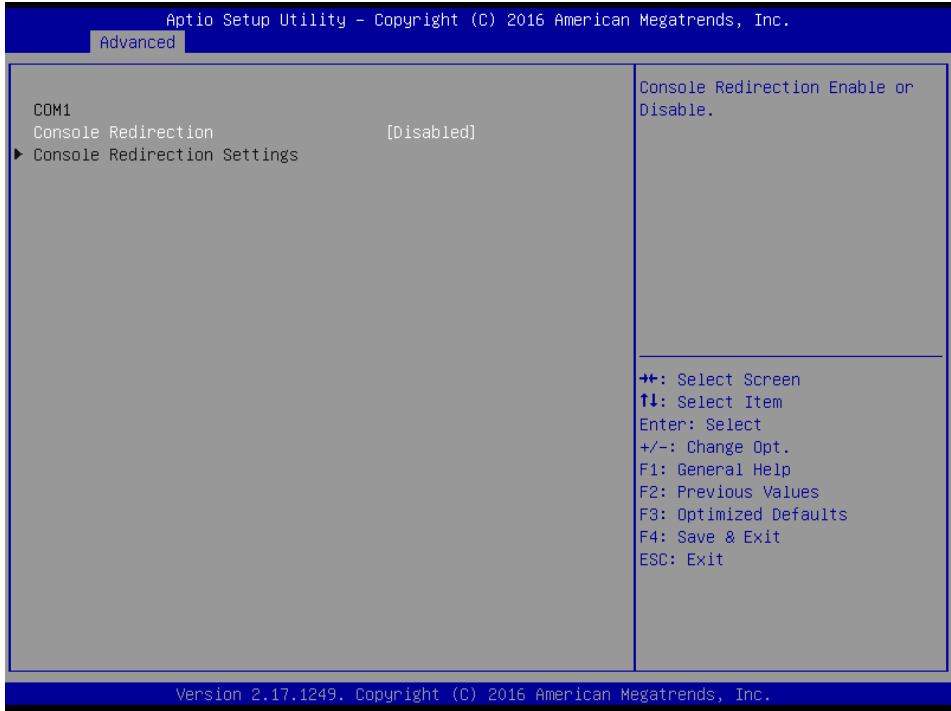 Aptio Setup Utility – Copyright (C) 2016 American Megatrends, Inc.
Advanced
COM1
Console Redirection [Disabled]
▶ Console Redirection Settings
Console Redirection Enable or
Disable.
→←: Select Screen
↑↓: Select Item
Enter: Select
+/-: Change Opt.
F1: General Help
F2: Previous Values
F3: Optimized Defaults
F4: Save & Exit
ESC: Exit
Version 2.17.1249. Copyright (C) 2016 American Megatrends, Inc.